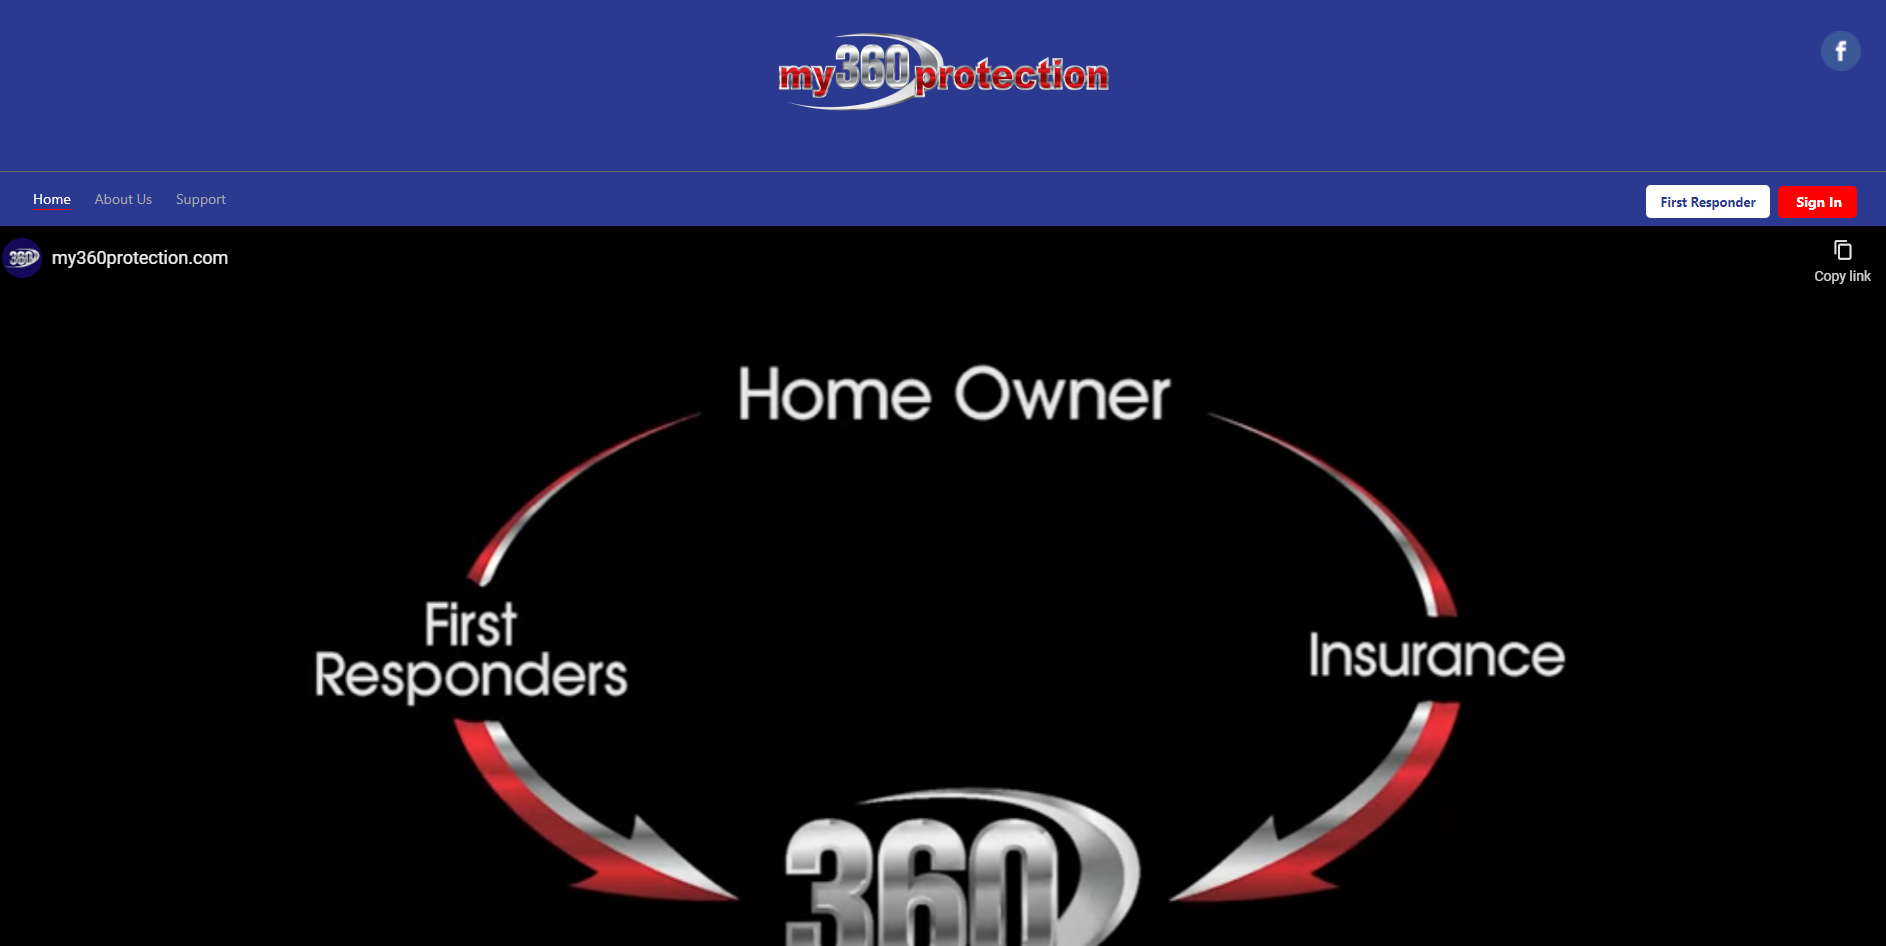 my360protection
f
Home About Us Support
First Responder Sign In
360 my360protection.com
Copy link
Home Owner
First
Responders
Insurance
360